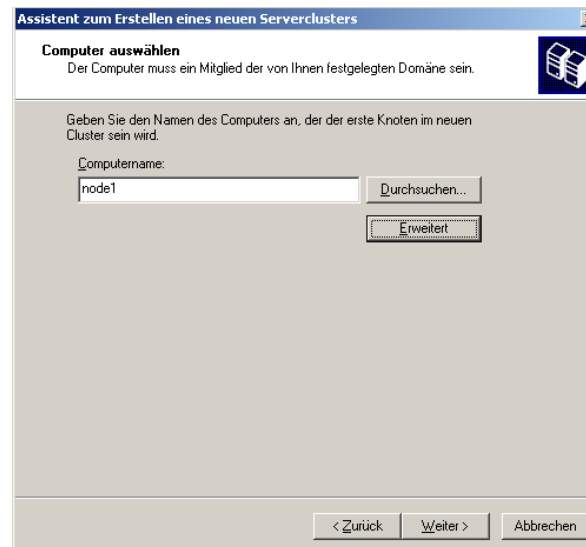 Assistent zum Erstellen eines neuen Serverclusters
Computer auswählen
Der Computer muss ein Mitglied der von Ihnen festgelegten Domäne sein.
Geben Sie den Namen des Computers an, der der erste Knoten im neuen
Cluster sein wird.
Computername:
node1
Durchsuchen...
Erweitert
< Zurück
Weiter >
Abbrechen